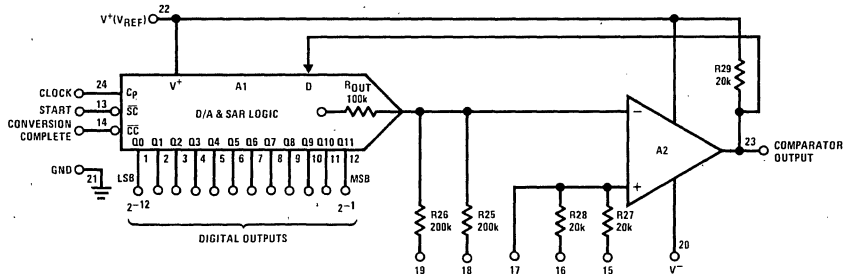 V⁺(VREF) 22
CLOCK 24 CP V⁺ A1 D
START 13 SC
CONVERSION COMPLETE 14 CC
D/A & SAR LOGIC
ROUT
100k
Q0 Q1 Q2 Q3 Q4 Q5 Q6 Q7 Q8 Q9 Q10 Q11
1 2 3 4 5 6 7 8 9 10 11 12
GND 21
LSB MSB
2⁻¹² 2⁻¹
DIGITAL OUTPUTS
R29
20k
− A2 +
23 COMPARATOR OUTPUT
R26
200k
R25
200k
R28
20k
R27
20k
19 18 17 16 15
20
V⁻